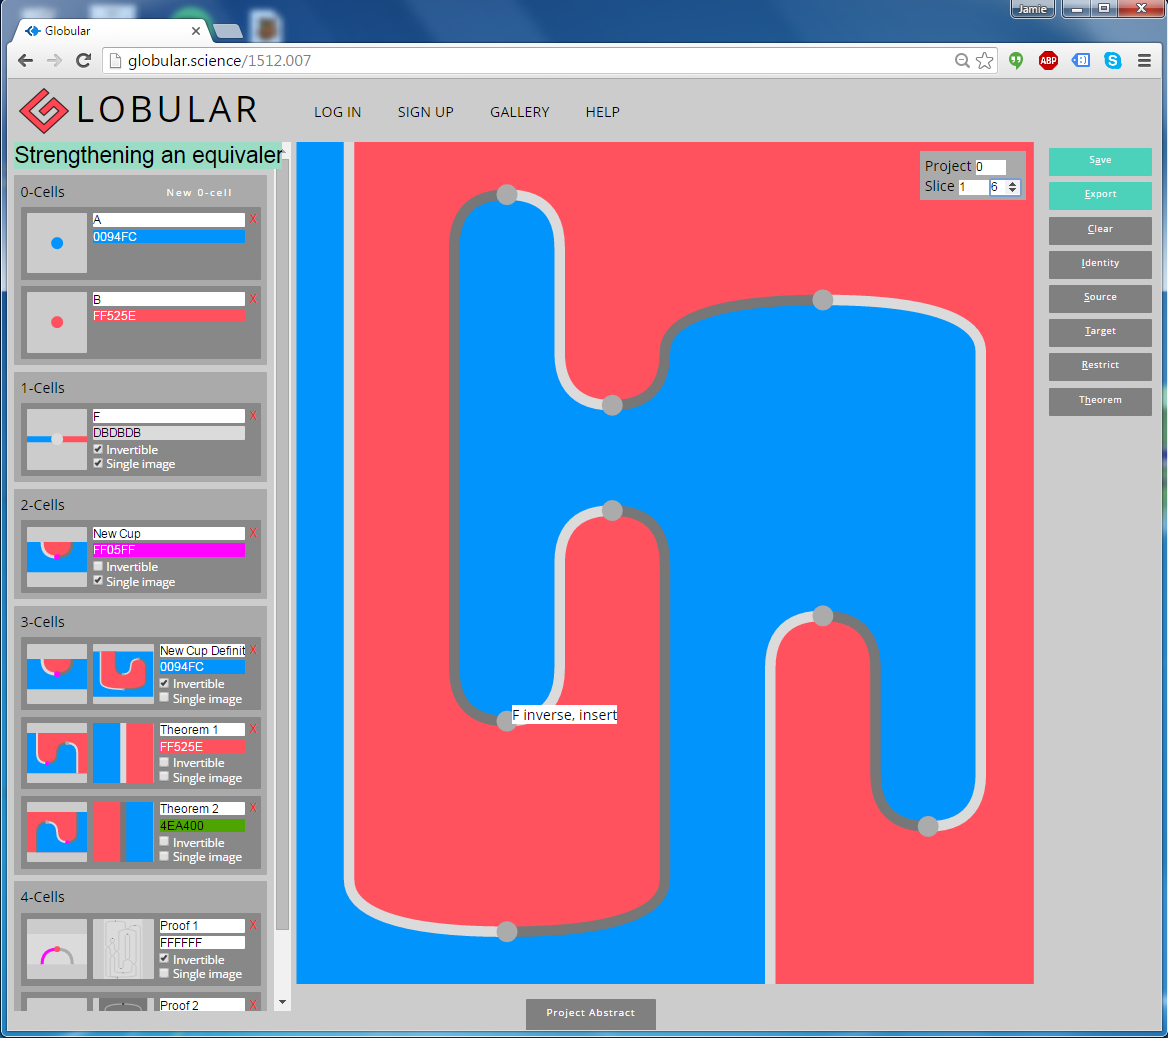 Jamie
Globular
globular.science/1512.007
ABP
LOBULAR
LOG IN
SIGN UP
GALLERY
HELP
Strengthening an equivaler
0-Cells
New 0-cell
A
X
0094FC
B
X
FF525E
1-Cells
F
X
DBDBDB
Invertible
Single image
2-Cells
New Cup
X
FF05FF
Invertible
Single image
3-Cells
New Cup Definit
X
0094FC
Invertible
Single image
Theorem 1
X
FF525E
Invertible
Single image
Theorem 2
X
4EA400
Invertible
Single image
4-Cells
Proof 1
X
FFFFFF
Invertible
Single image
Proof 2
X
F inverse, insert
Project 0
Slice 1 6
Save
Export
Clear
Identity
Source
Target
Restrict
Theorem
Project Abstract